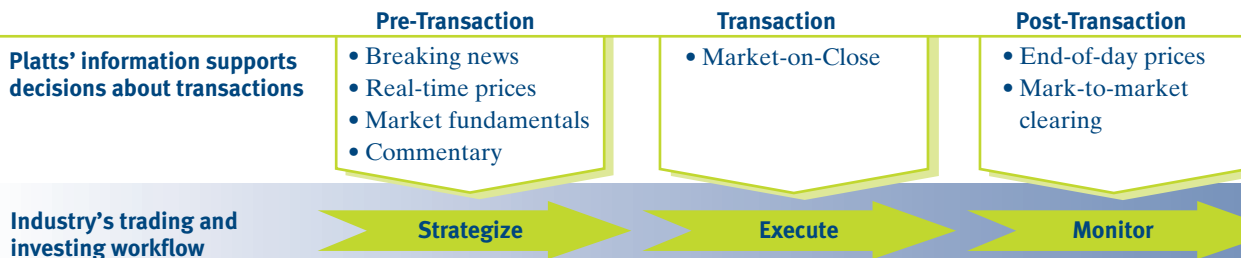 Pre-Transaction
Transaction
Post-Transaction
Platts’ information supports
decisions about transactions
• Breaking news
• Real-time prices
• Market fundamentals
• Commentary
• Market-on-Close
• End-of-day prices
• Mark-to-market
clearing
Industry’s trading and
investing workflow
Strategize
Execute
Monitor